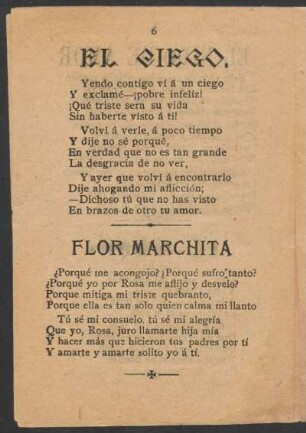 6
EL CIEGO.
Yendo contigo ví á un ciego
Y exclamé—¡pobre infeliz!
¡Qué triste sera su vida
Sin haberte visto á ti!
Volví á verle, á poco tiempo
Y dije no sé porqué,
En verdad que no es tan grande
La desgracia de no ver,
Y ayer que volví á encontrarlo
Dije ahogando mi aflicción;
—Dichoso tú que no has visto
En brazos de otro tu amor.
FLOR MARCHITA
¿Porqué me acongojo? ¿Porqué sufro tanto?
¿Porqué yo por Rosa me aflijo y desvelo?
Porque mitiga mi triste quebranto,
Porque ella es tan sólo quien calma mi llanto
Tú sé mi consuelo, tú sé mi alegría
Que yo, Rosa, juro llamarte hija mía
Y hacer más que hicieron tus padres por tí
Y amarte y amarte solito yo á tí.